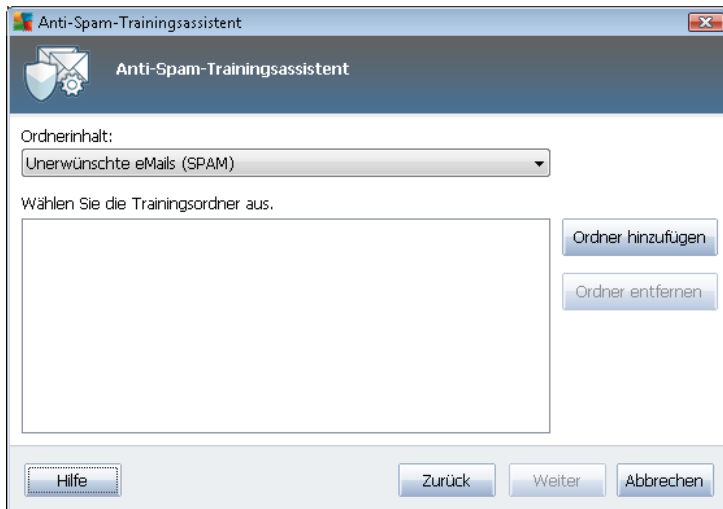 Anti-Spam-Trainingsassistent
Anti-Spam-Trainingsassistent
Ordnerinhalt:
Unerwünschte eMails (SPAM)
Wählen Sie die Trainingsordner aus.
Ordner hinzufügen
Ordner entfernen
Hilfe
Zurück
Weiter
Abbrechen